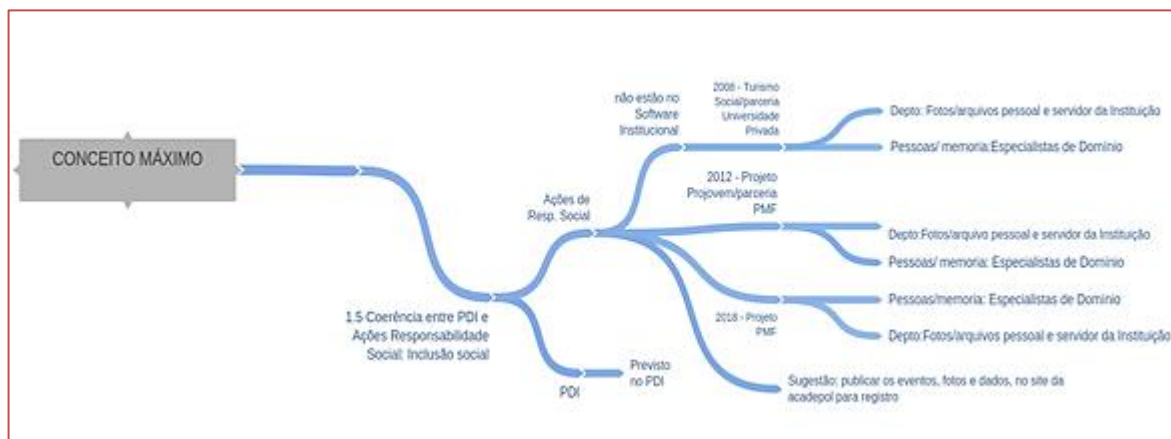 CONCEITO MÁXIMO
1.5 Coerência entre PDI e
Ações Responsabilidade
Social: Inclusão social
Ações de
Resp. Social
não estão no
Software
Institucional
2008 - Turismo
Social/parceria
Universidade
Privada
Depto: Fotos/arquivos pessoal e servidor da Instituição
Pessoas/ memoria:Especialistas de Domínio
2012 - Projeto
Projovem/parceria
PMF
Depto:Fotos/arquivo pessoal e servidor da Instituição
Pessoas/ memoria: Especialistas de Domínio
2018 - Projeto
PMF
Pessoas/memoria: Especialistas de Domínio
Depto:Fotos/arquivos pessoal e servidor da Instituição
Sugestão: publicar os eventos, fotos e dados, no site da
acadepol para registro
PDI
Previsto
no PDI